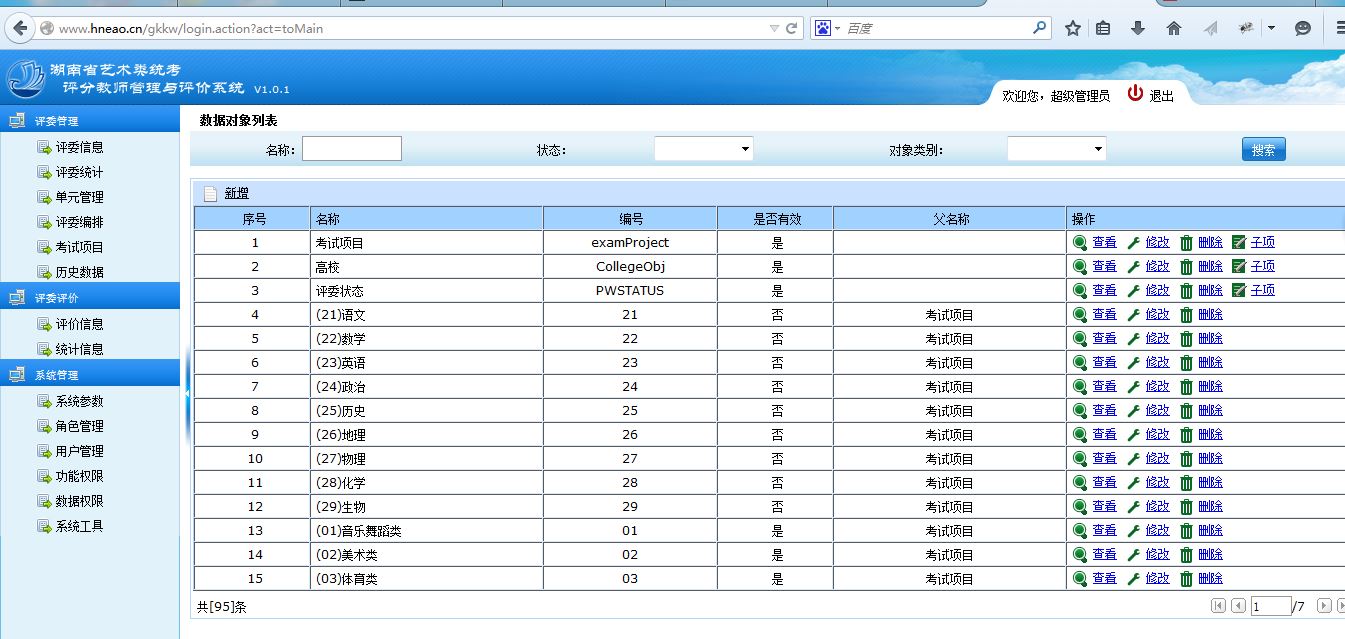 www.hneao.cn/gkkw/login.action?act=toMain 百度
湖南省艺术类统考
评分教师管理与评价系统 V1.0.1
欢迎您，超级管理员 退出
评委管理
评委信息
评委统计
单元管理
评委编排
考试项目
历史数据
评委评价
评价信息
统计信息
系统管理
系统参数
角色管理
用户管理
功能权限
数据权限
系统工具
数据对象列表
名称： 状态： 对象类别： 搜索
新增
序号 名称 编号 是否有效 父名称 操作
1 考试项目 examProject 是 查看 修改 删除 子项
2 高校 CollegeObj 是 查看 修改 删除 子项
3 评委状态 PWSTATUS 是 查看 修改 删除 子项
4 (21)语文 21 否 考试项目 查看 修改 删除
5 (22)数学 22 否 考试项目 查看 修改 删除
6 (23)英语 23 否 考试项目 查看 修改 删除
7 (24)政治 24 否 考试项目 查看 修改 删除
8 (25)历史 25 否 考试项目 查看 修改 删除
9 (26)地理 26 否 考试项目 查看 修改 删除
10 (27)物理 27 否 考试项目 查看 修改 删除
11 (28)化学 28 否 考试项目 查看 修改 删除
12 (29)生物 29 否 考试项目 查看 修改 删除
13 (01)音乐舞蹈类 01 是 考试项目 查看 修改 删除
14 (02)美术类 02 是 考试项目 查看 修改 删除
15 (03)体育类 03 是 考试项目 查看 修改 删除
共[95]条 1 /7